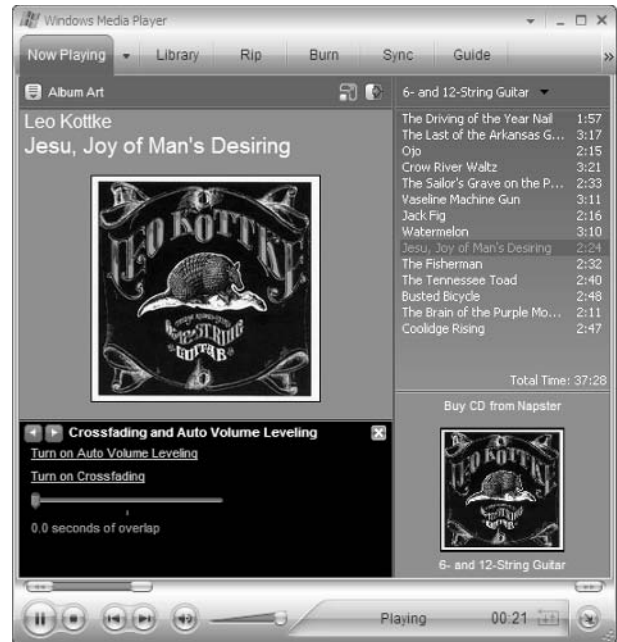 Windows Media Player
Now Playing Library Rip Burn Sync Guide »
Album Art
6- and 12-String Guitar
Leo Kottke
Jesu, Joy of Man's Desiring
LEO KOTTKE
6 & 12 STRING
GUITAR
The Driving of the Year Nail 1:57
The Last of the Arkansas G... 3:17
Ojo 2:15
Crow River Waltz 3:21
The Sailor's Grave on the P... 2:33
Vaseline Machine Gun 3:11
Jack Fig 2:16
Watermelon 3:10
Jesu, Joy of Man's Desiring 2:24
The Fisherman 2:32
The Tennessee Toad 2:40
Busted Bicycle 2:48
The Brain of the Purple Mo... 2:11
Coolidge Rising 2:47
Total Time: 37:28
Crossfading and Auto Volume Leveling
Turn on Auto Volume Leveling
Turn on Crossfading
0.0 seconds of overlap
Buy CD from Napster
LEO KOTTKE
GUITAR
6- and 12-String Guitar
Playing 00:21